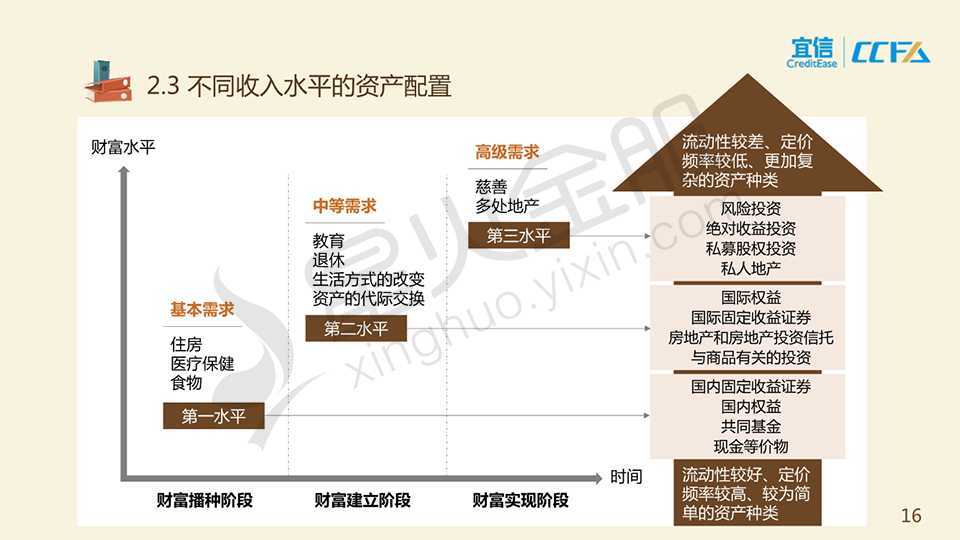 宜信
CreditEase
CCFA
2.3 不同收入水平的资产配置
财富水平
高级需求
慈善
多处地产
第三水平
中等需求
教育
退休
生活方式的改变
资产的代际交换
第二水平
基本需求
住房
医疗保健
食物
第一水平
时间
财富播种阶段
财富建立阶段
财富实现阶段
流动性较差、定价
频率较低、更加复
杂的资产种类
风险投资
绝对收益投资
私募股权投资
私人地产
国际权益
国际固定收益证券
房地产和房地产投资信托
与商品有关的投资
国内固定收益证券
国内权益
共同基金
现金等价物
流动性较好、定价
频率较高、较为简
单的资产种类
星火金服
xinghuo.yixin.com
16